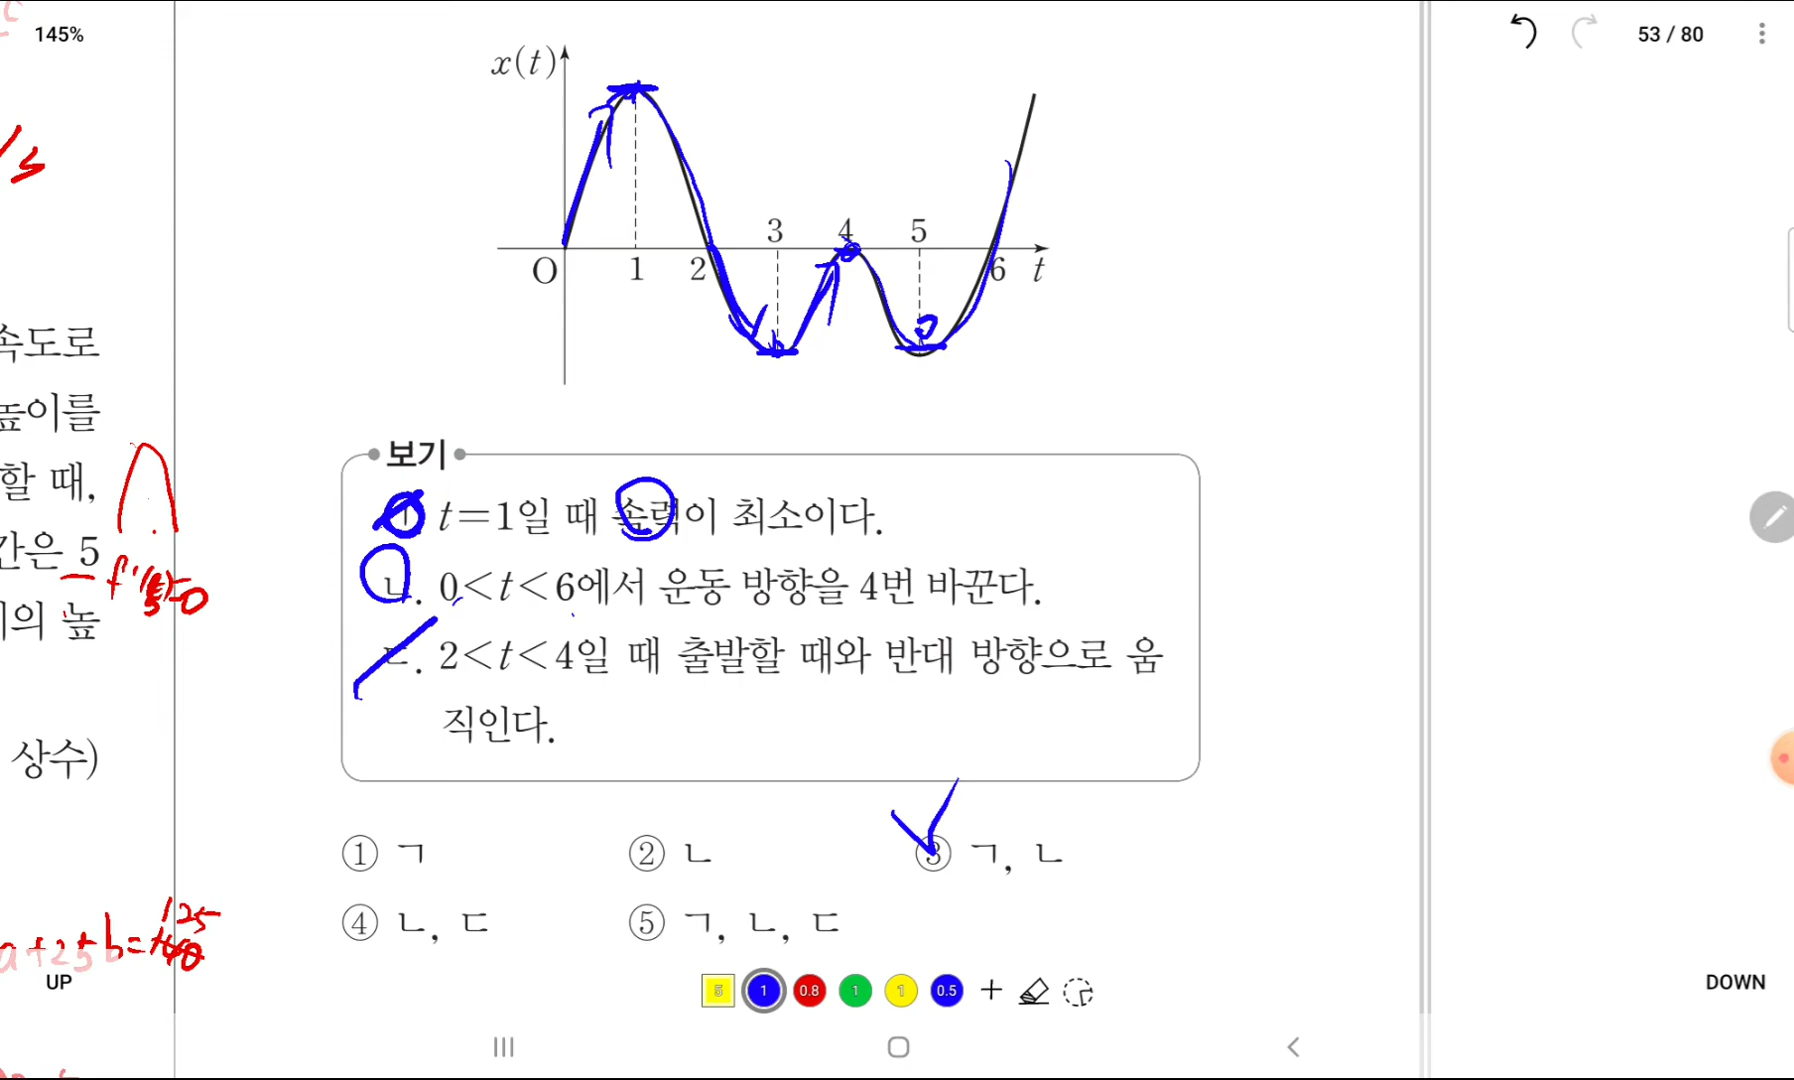 145%
53 / 80
x(t)
3 4 5
O 1 2 6 t
속도로
높이를
할 때,
간은 5
f'(5)=0
의 높
상수)
a+25+b=125
보기
ㄱ. t=1일 때 속력이 최소이다.
ㄴ. 0<t<6에서 운동 방향을 4번 바꾼다.
ㄷ. 2<t<4일 때 출발할 때와 반대 방향으로 움
직인다.
① ㄱ ② ㄴ ③ ㄱ, ㄴ
④ ㄴ, ㄷ ⑤ ㄱ, ㄴ, ㄷ
UP
DOWN
5 1 0.8 1 1 0.5